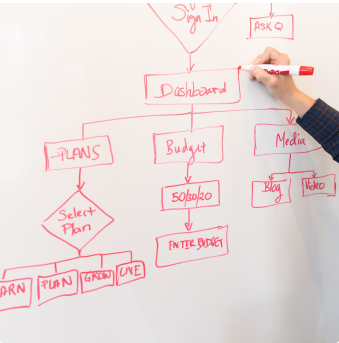 Sign In
ASK Q
Dashboard
PLANS
Budget
Media
Select
Plan
50/30/20
Blog
Video
ENTER BUDGET
ARN
PLAN
GROW
LIVE